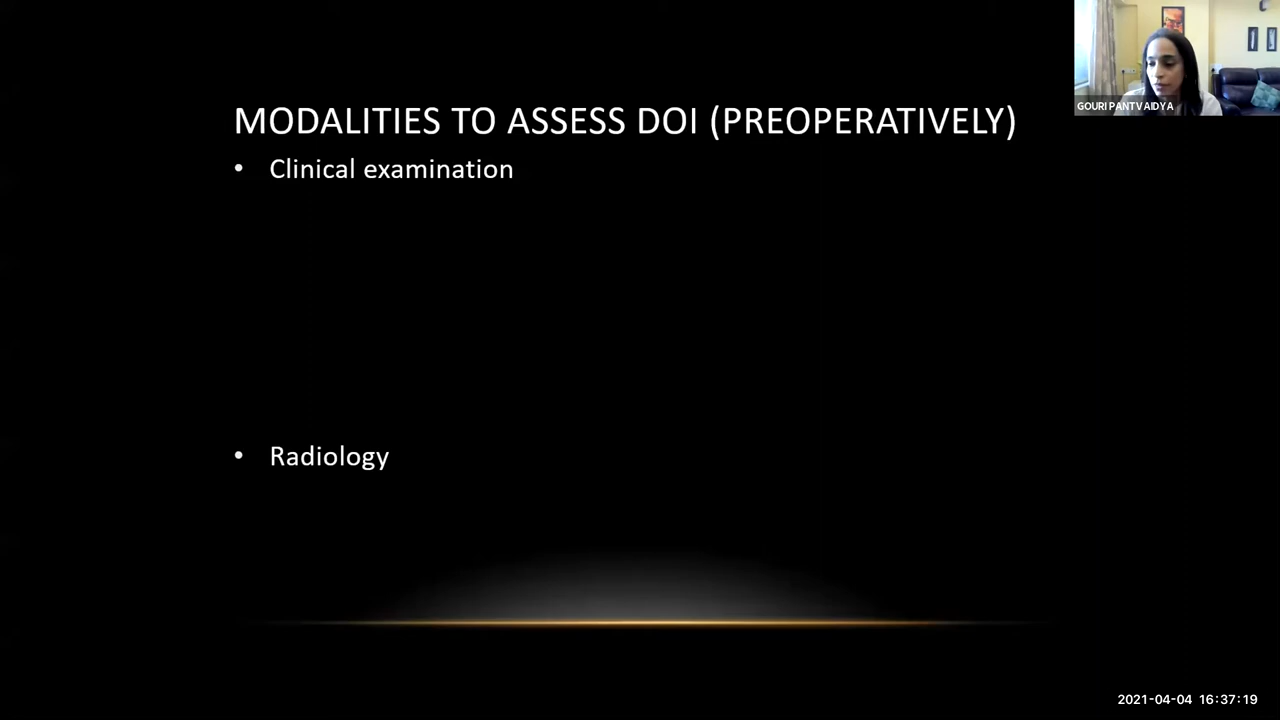 MODALITIES TO ASSESS DOI (PREOPERATIVELY)
• Clinical examination
• Radiology
GOURI PANTVAIDYA
2021-04-04 16:37:19